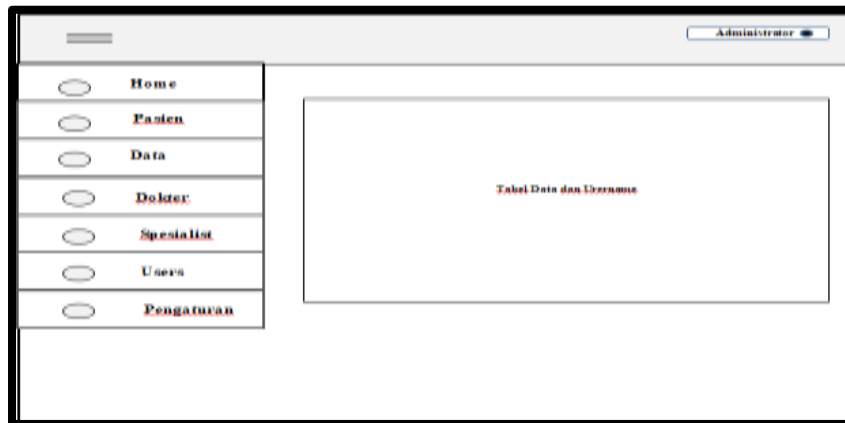 Administrator
Home
Pasien
Data
Dokter
Spesialist
Users
Pengaturan
Tabel Data dan Username